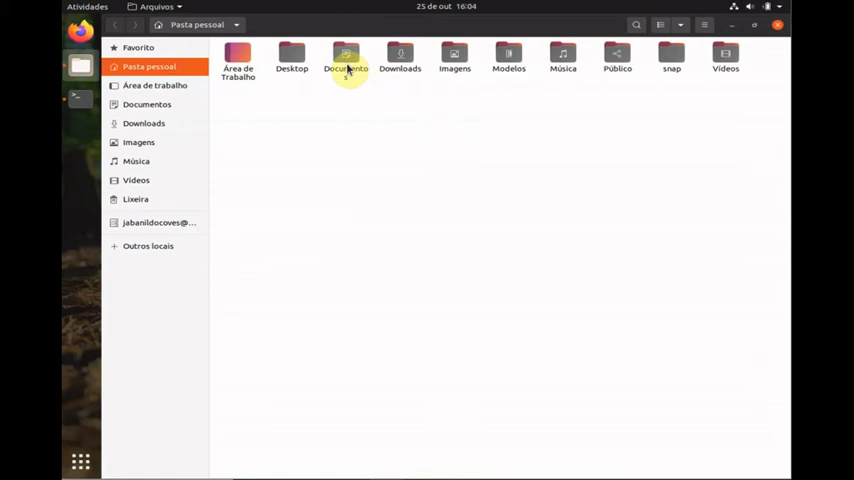 Atividades
Arquivos
25 de out 16:04
Pasta pessoal
Favorito
Pasta pessoal
Área de trabalho
Documentos
Downloads
Imagens
Música
Vídeos
Lixeira
jabanildocoves@...
+ Outros locais
Área de
Trabalho
Desktop
Documento
s
Downloads
Imagens
Modelos
Música
Público
snap
Vídeos
>_